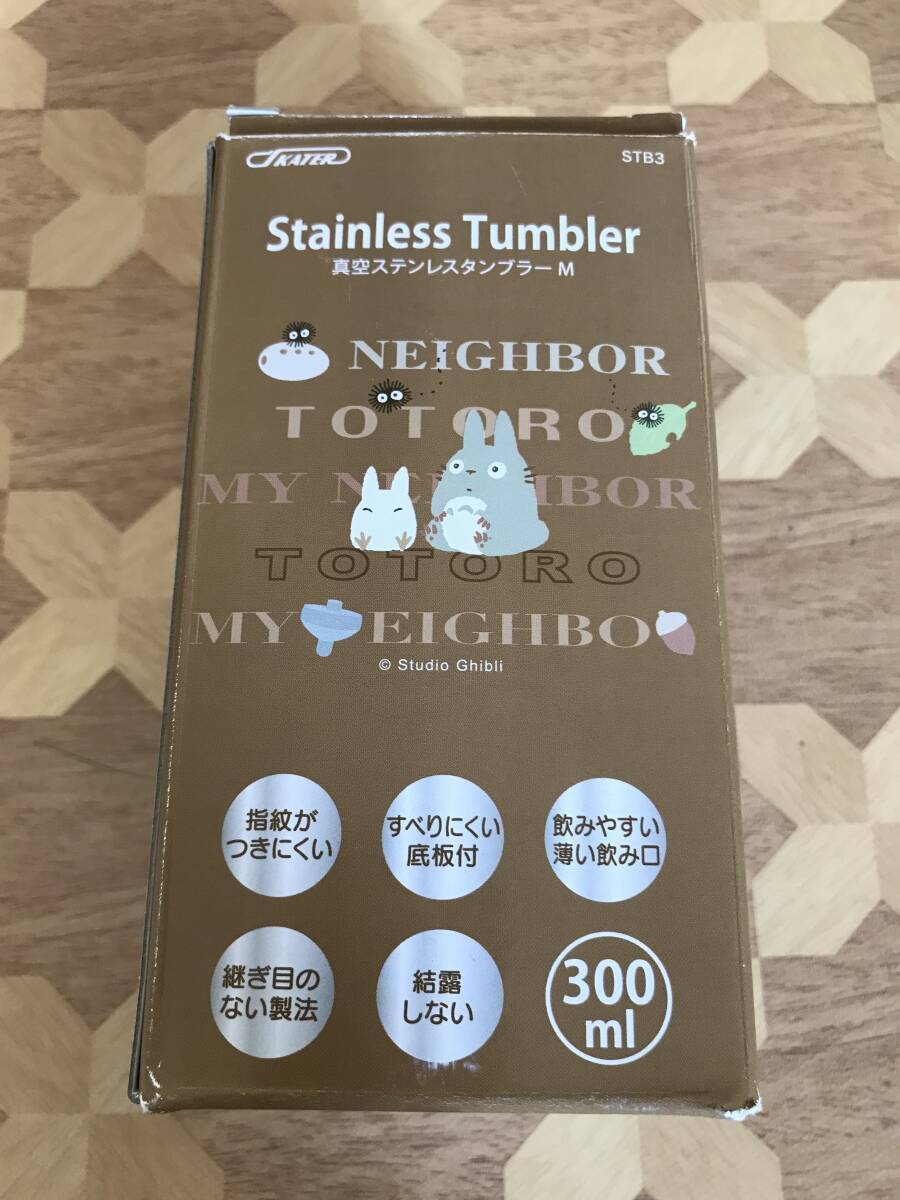 SKATER
STB3
Stainless Tumbler
真空ステンレスタンブラー M
NEIGHBOR
TOTORO
MY NEIGHBOR
TOTORO
MY EIGHBO
© Studio Ghibli
指紋が
つきにくい
すべりにくい
底板付
飲みやすい
薄い飲み口
継ぎ目の
ない製法
結露
しない
300
ml